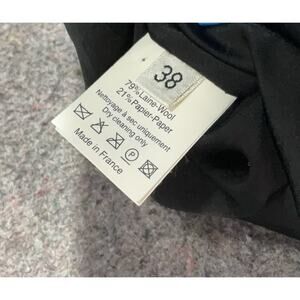 38
79% Laine-Wool
21% Papier-Paper
Nettoyage à sec uniquement
Dry cleaning only
P
Made in France